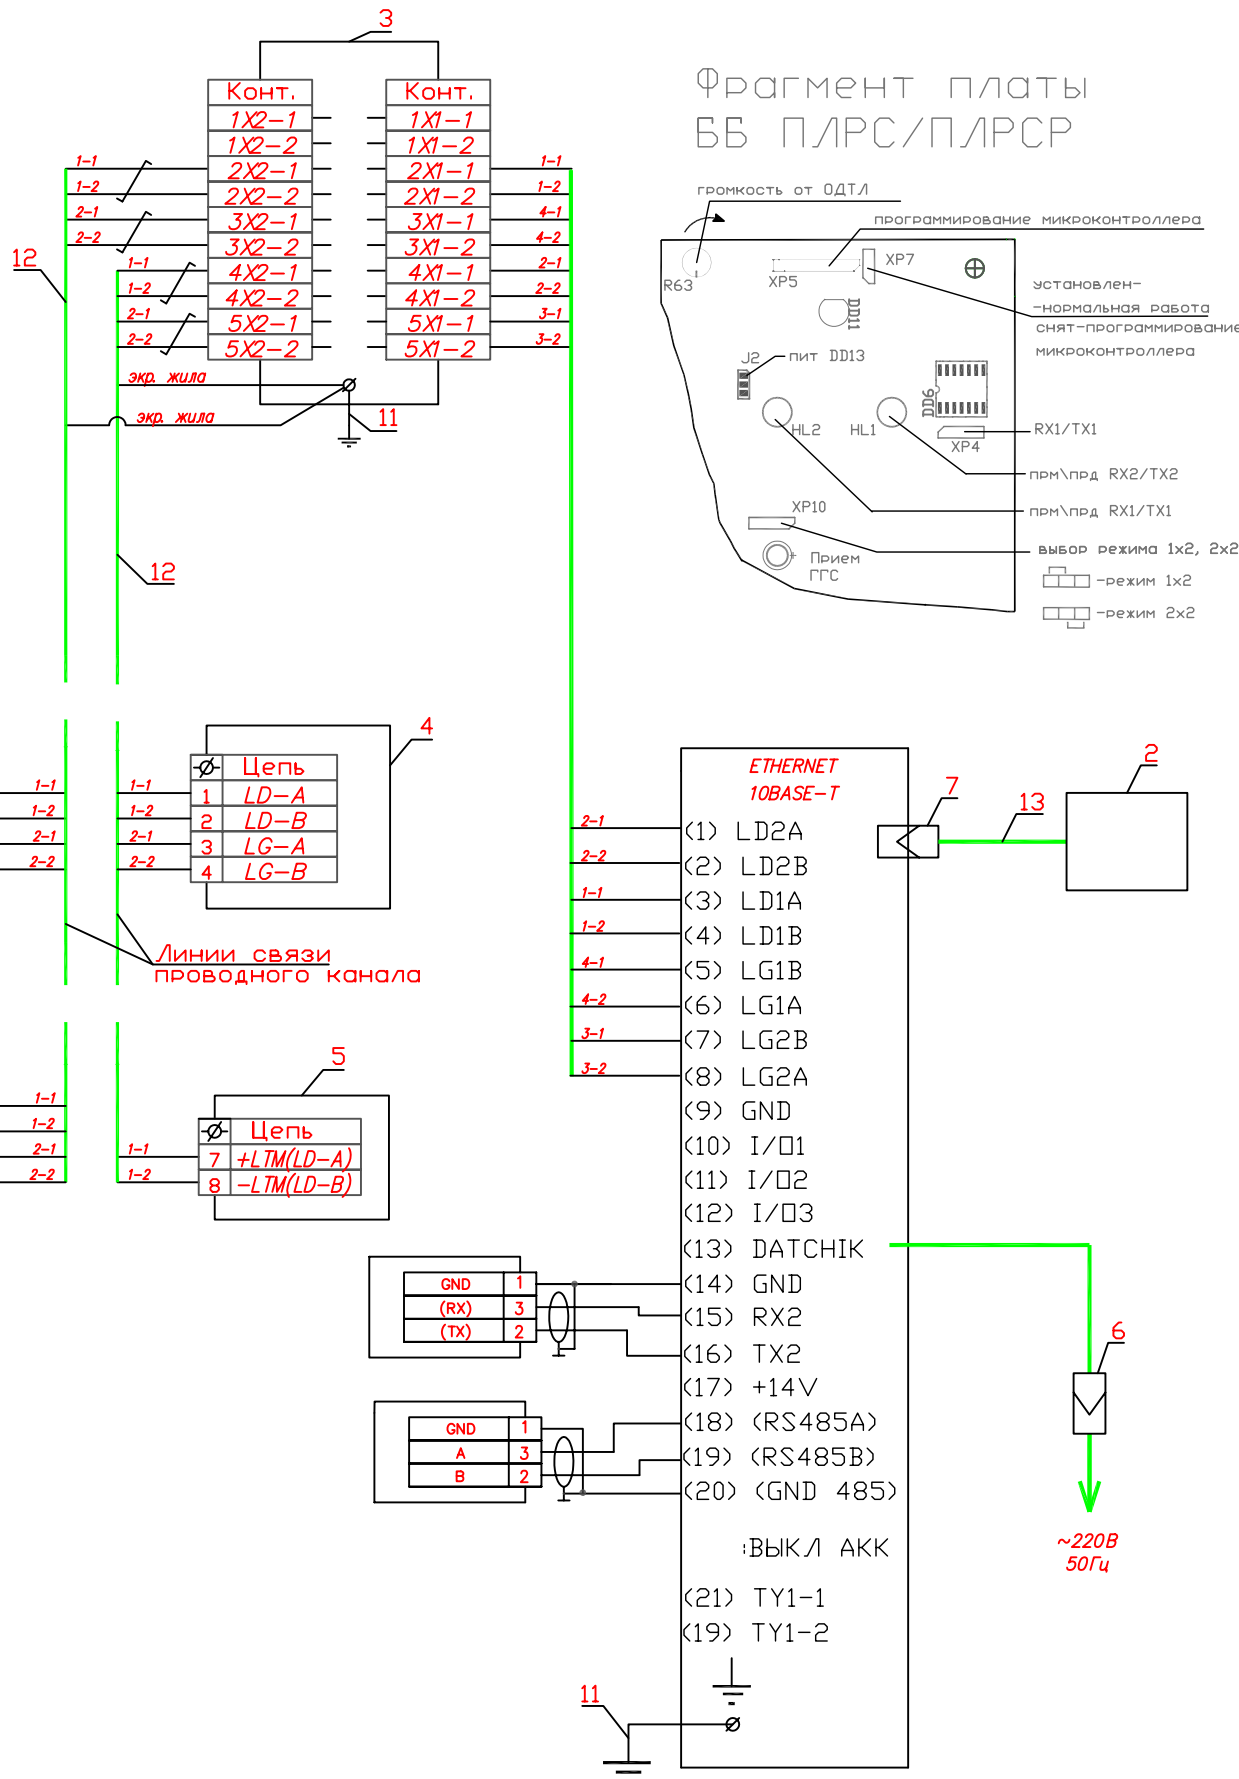 3
Конт.
1X2-1
1X2-2
2X2-1
2X2-2
3X2-1
3X2-2
4X2-1
4X2-2
5X2-1
5X2-2
Конт.
1X1-1
1X1-2
2X1-1
2X1-2
3X1-1
3X1-2
4X1-1
4X1-2
5X1-1
5X1-2
1-1
1-2
2-1
2-2
1-1
1-2
2-1
2-2
1-1
1-2
4-1
4-2
2-1
2-2
3-1
3-2
12
экр. жила
экр. жила
11
12
Фрагмент платы
ББ ПЛРС/ПЛРСР
громкость от ОДТЛ
программирование микроконтроллера
R63
XP5
XP7
установлен-
-нормальная работа
снят-программирование
микроконтроллера
DD11
J2
пит DD13
DD6
HL2
HL1
XP4
RX1/TX1
прм\прд RX2/TX2
прм\прд RX1/TX1
XP10
выбор режима 1x2, 2x2
Прием
ГГС
-режим 1x2
-режим 2x2
4
Цепь
1 LD-A
2 LD-B
3 LG-A
4 LG-B
1-1
1-2
2-1
2-2
1-1
1-2
2-1
2-2
Линии связи
проводного канала
5
Цепь
7 +LTM(LD-A)
8 -LTM(LD-B)
1-1
1-2
2-1
2-2
1-1
1-2
ETHERNET
10BASE-T
7
13
2
2-1
2-2
1-1
1-2
4-1
4-2
3-1
3-2
(1) LD2A
(2) LD2B
(3) LD1A
(4) LD1B
(5) LG1B
(6) LG1A
(7) LG2B
(8) LG2A
(9) GND
(10) I/O1
(11) I/O2
(12) I/O3
(13) DATCHIK
(14) GND
(15) RX2
(16) TX2
(17) +14V
(18) (RS485A)
(19) (RS485B)
(20) (GND 485)
ВЫКЛ АКК
(21) TY1-1
(19) TY1-2
GND 1
(RX) 3
(TX) 2
GND 1
A 3
B 2
6
~220В
50Гц
11